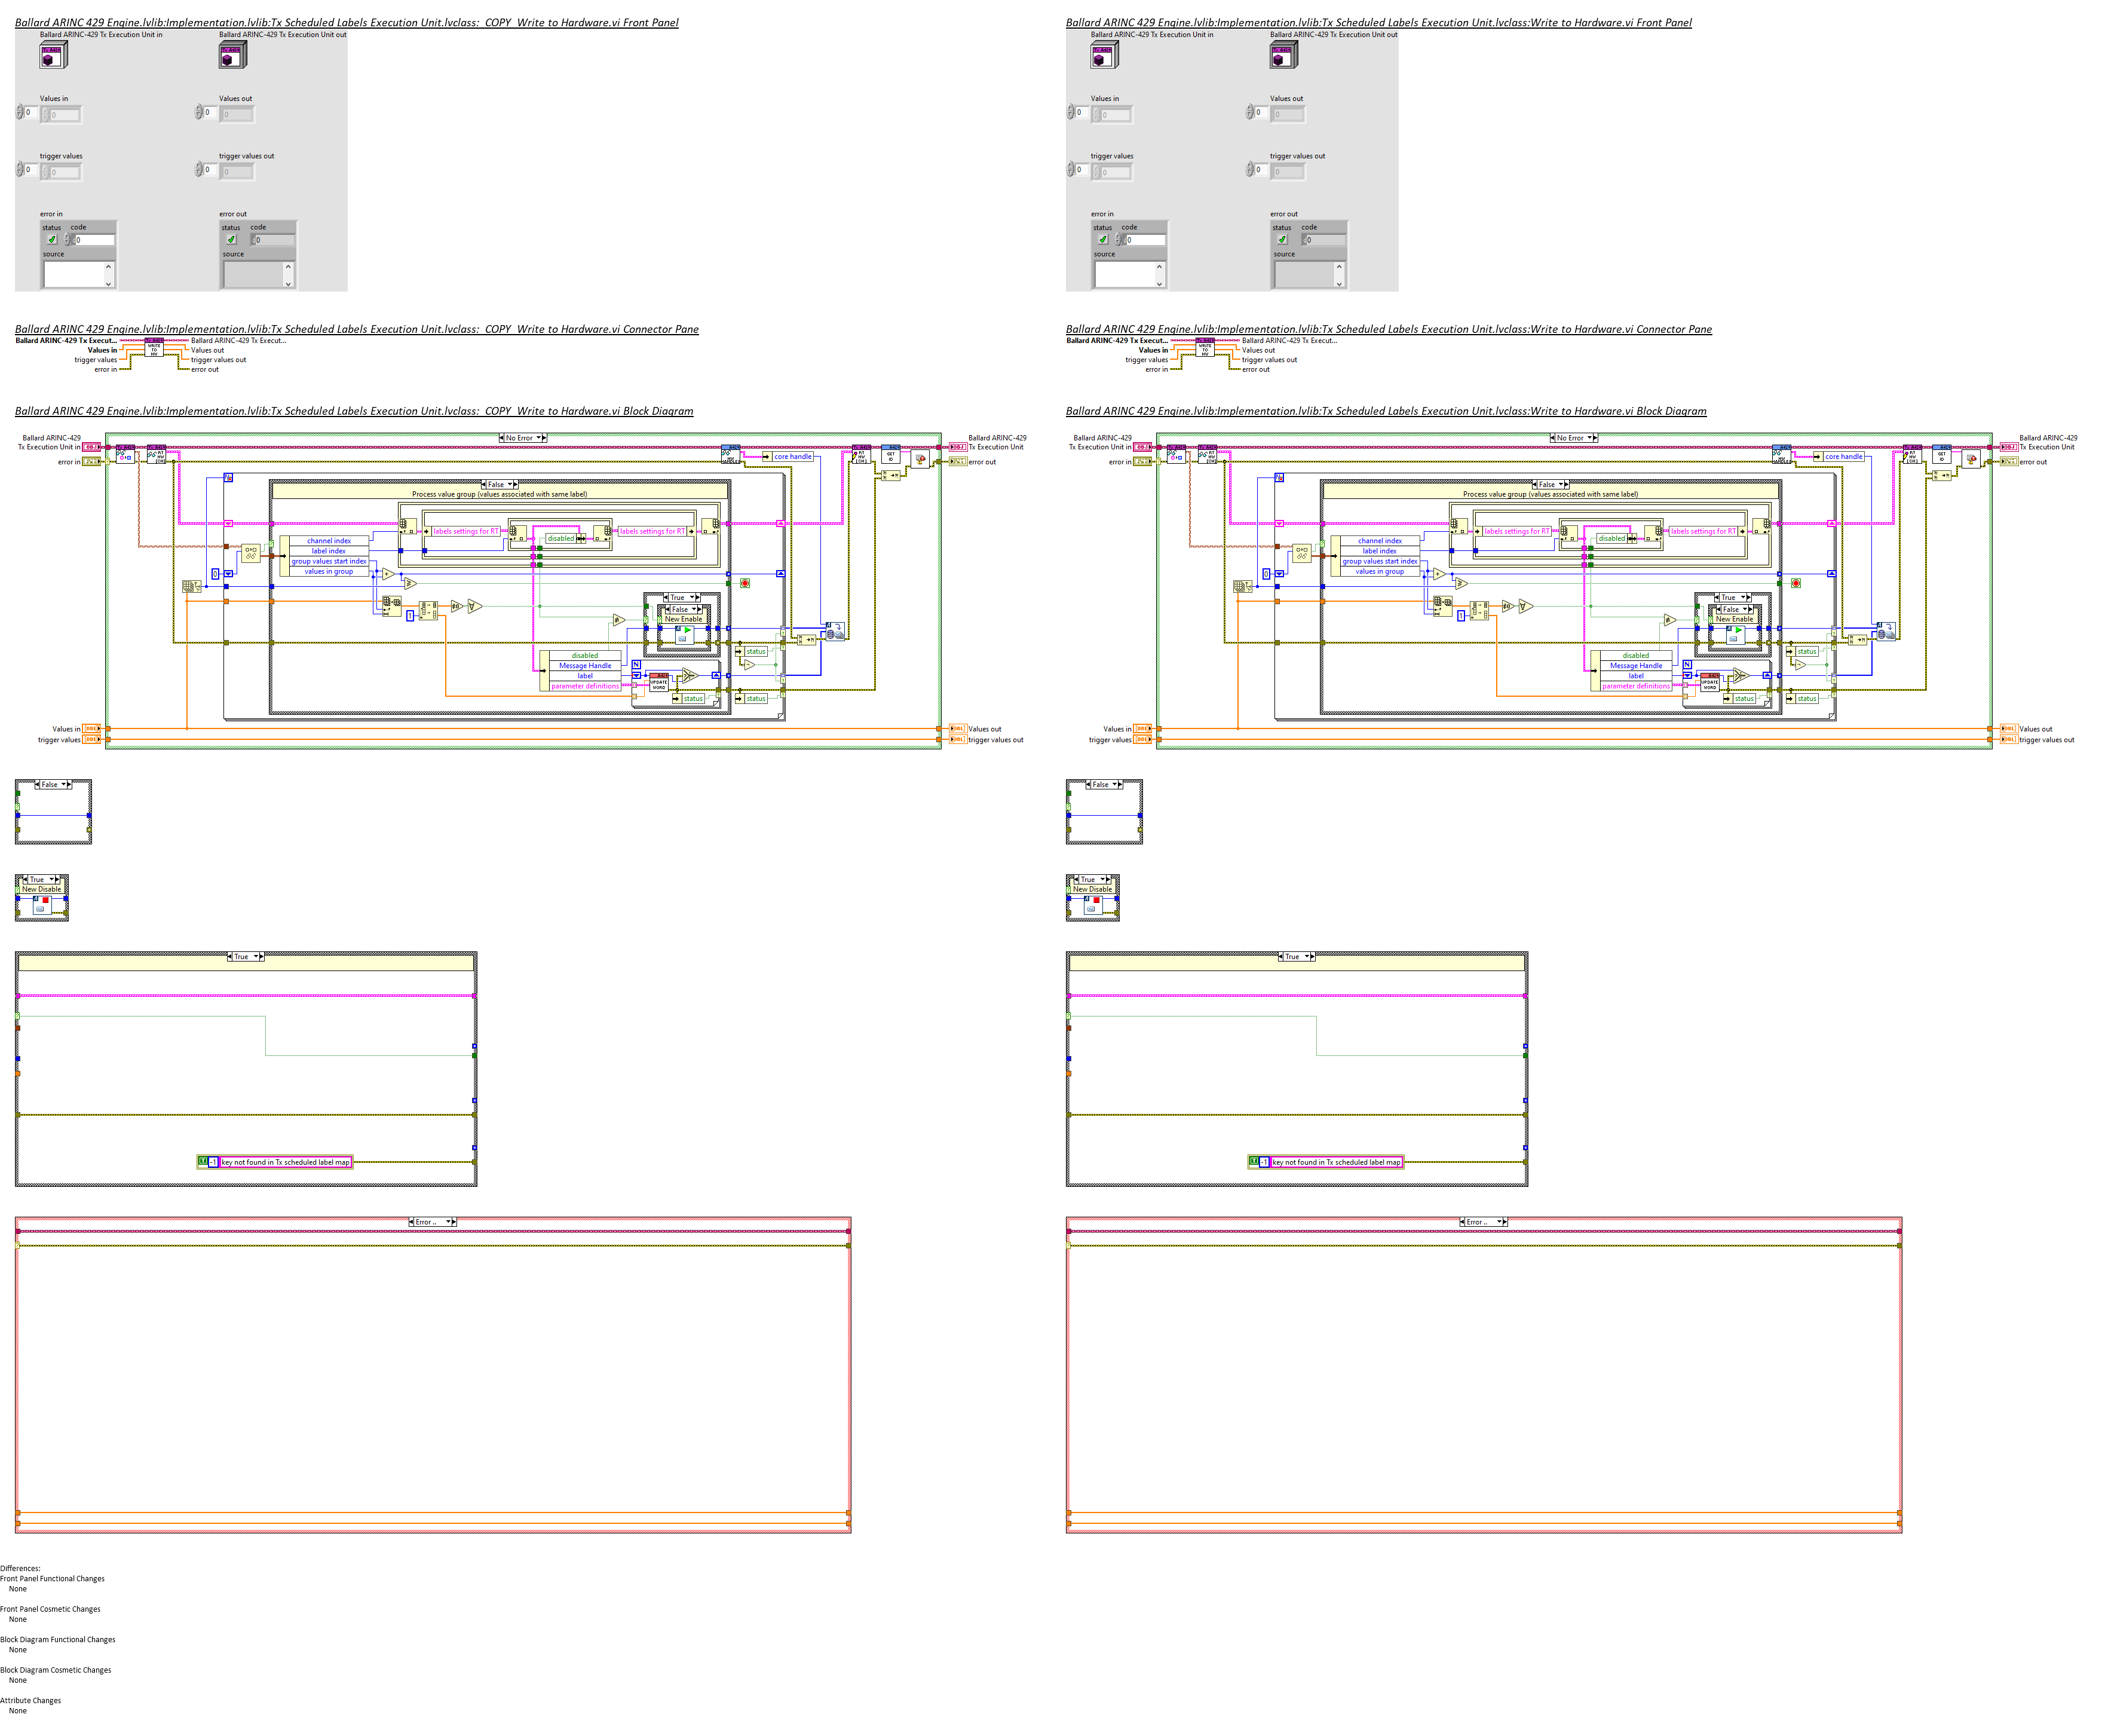 Ballard ARINC 429 Engine.lvlib:Implementation.lvlib:Tx Scheduled Labels Execution Unit.lvclass:_COPY_Write to Hardware.vi Front Panel
Ballard ARINC-429 Tx Execution Unit in
Ballard ARINC-429 Tx Execution Unit out
Values in
Values out
0
0
0
0
trigger values
trigger values out
0
0
0
0
error in
error out
status code
status code
0
0
source
source
Ballard ARINC 429 Engine.lvlib:Implementation.lvlib:Tx Scheduled Labels Execution Unit.lvclass:_COPY_Write to Hardware.vi Connector Pane
Ballard ARINC-429 Tx Execut...
Ballard ARINC-429 Tx Execut...
Values in
Values out
trigger values
trigger values out
error in
error out
WRITE
TO
HW
Ballard ARINC 429 Engine.lvlib:Implementation.lvlib:Tx Scheduled Labels Execution Unit.lvclass:_COPY_Write to Hardware.vi Block Diagram
No Error
Ballard ARINC-429
Tx Execution Unit in
error in
Ballard ARINC-429
Tx Execution Unit
error out
core handle
GET
ID
False
Process value group (values associated with same label)
labels settings for RT
disabled
labels settings for RT
channel index
label index
group values start index
values in group
0
1
True
False
New Enable
disabled
Message Handle
label
parameter definitions
N
UPDATE
WORD
status
status
status
Values in
trigger values
Values out
trigger values out
False
True
New Disable
True
-1
key not found in Tx scheduled label map
Error ..
Ballard ARINC 429 Engine.lvlib:Implementation.lvlib:Tx Scheduled Labels Execution Unit.lvclass:Write to Hardware.vi Front Panel
Ballard ARINC-429 Tx Execution Unit in
Ballard ARINC-429 Tx Execution Unit out
Values in
Values out
0
0
0
0
trigger values
trigger values out
0
0
0
0
error in
error out
status code
status code
0
0
source
source
Ballard ARINC 429 Engine.lvlib:Implementation.lvlib:Tx Scheduled Labels Execution Unit.lvclass:Write to Hardware.vi Connector Pane
Ballard ARINC-429 Tx Execut...
Ballard ARINC-429 Tx Execut...
Values in
Values out
trigger values
trigger values out
error in
error out
WRITE
TO
HW
Ballard ARINC 429 Engine.lvlib:Implementation.lvlib:Tx Scheduled Labels Execution Unit.lvclass:Write to Hardware.vi Block Diagram
No Error
Ballard ARINC-429
Tx Execution Unit in
error in
Ballard ARINC-429
Tx Execution Unit
error out
core handle
GET
ID
False
Process value group (values associated with same label)
labels settings for RT
disabled
labels settings for RT
channel index
label index
group values start index
values in group
0
1
True
False
New Enable
disabled
Message Handle
label
parameter definitions
N
UPDATE
WORD
status
status
status
Values in
trigger values
Values out
trigger values out
False
True
New Disable
True
-1
key not found in Tx scheduled label map
Error ..
Differences:
Front Panel Functional Changes
None
Front Panel Cosmetic Changes
None
Block Diagram Functional Changes
None
Block Diagram Cosmetic Changes
None
Attribute Changes
None